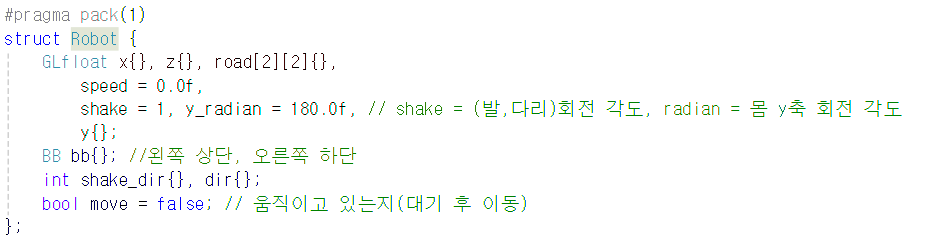 #pragma pack(1)
struct Robot {
    GLfloat x{}, z{}, road[2][2]{},
        speed = 0.0f,
        shake = 1, y_radian = 180.0f, // shake = (발,다리)회전 각도, radian = 몸 y축 회전 각도
        y{};
    BB bb{}; //왼쪽 상단, 오른쪽 하단
    int shake_dir{}, dir{};
    bool move = false; // 움직이고 있는지(대기 후 이동)
};